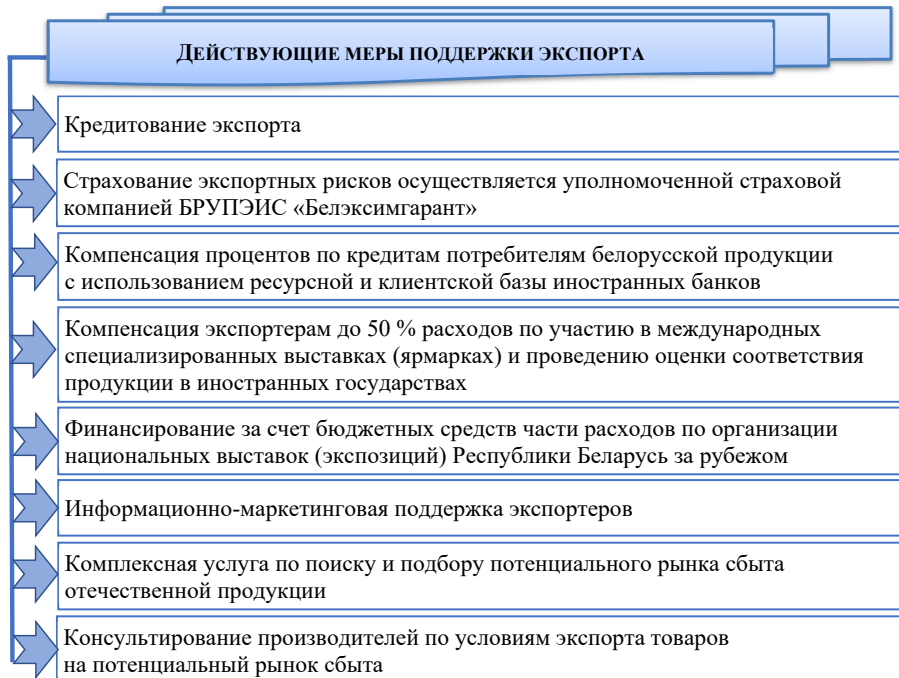 ДЕЙСТВУЮЩИЕ МЕРЫ ПОДДЕРЖКИ ЭКСПОРТА
Кредитование экспорта
Страхование экспортных рисков осуществляется уполномоченной страховой
компанией БРУПЭИС «Белэксимгарант»
Компенсация процентов по кредитам потребителям белорусской продукции
с использованием ресурсной и клиентской базы иностранных банков
Компенсация экспортерам до 50 % расходов по участию в международных
специализированных выставках (ярмарках) и проведению оценки соответствия
продукции в иностранных государствах
Финансирование за счет бюджетных средств части расходов по организации
национальных выставок (экспозиций) Республики Беларусь за рубежом
Информационно-маркетинговая поддержка экспортеров
Комплексная услуга по поиску и подбору потенциального рынка сбыта
отечественной продукции
Консультирование производителей по условиям экспорта товаров
на потенциальный рынок сбыта